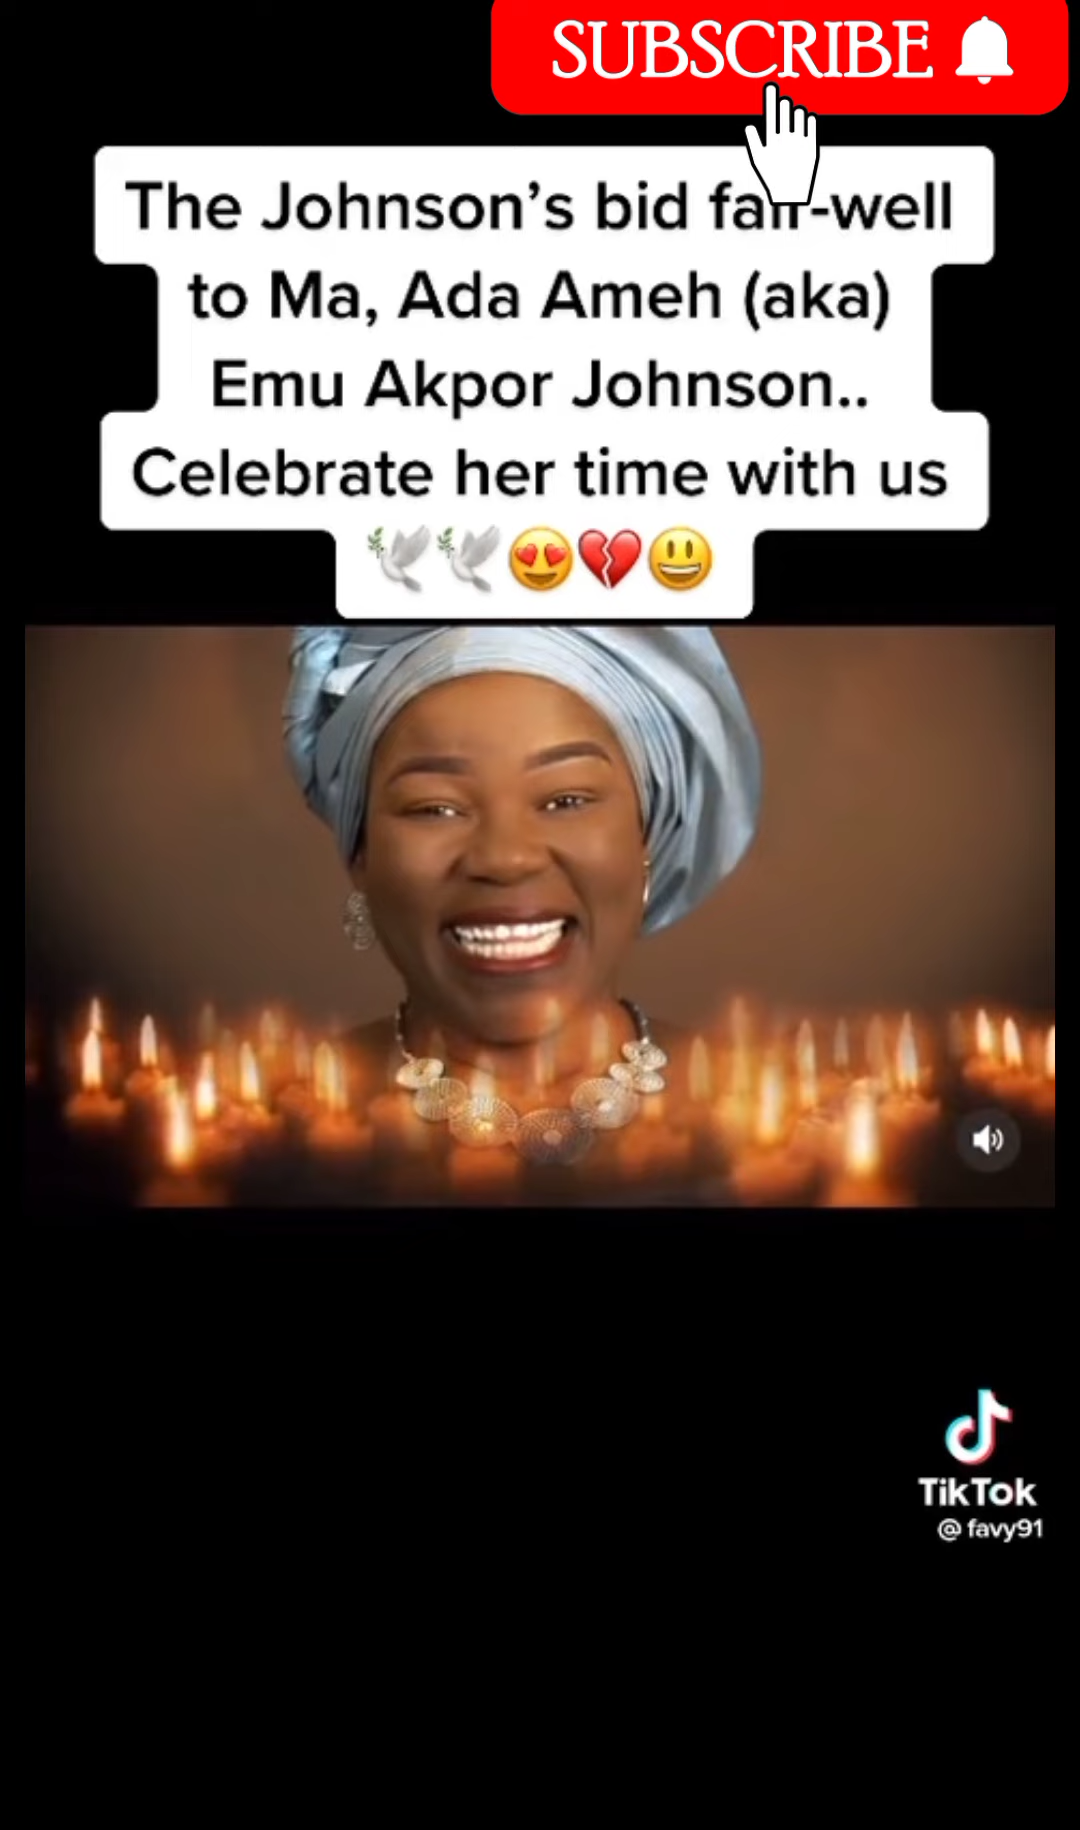 SUBSCRIBE
The Johnson’s bid fair-well
to Ma, Ada Ameh (aka)
Emu Akpor Johnson..
Celebrate her time with us
🕊️🕊️😍💔😃
TikTok
@favy91